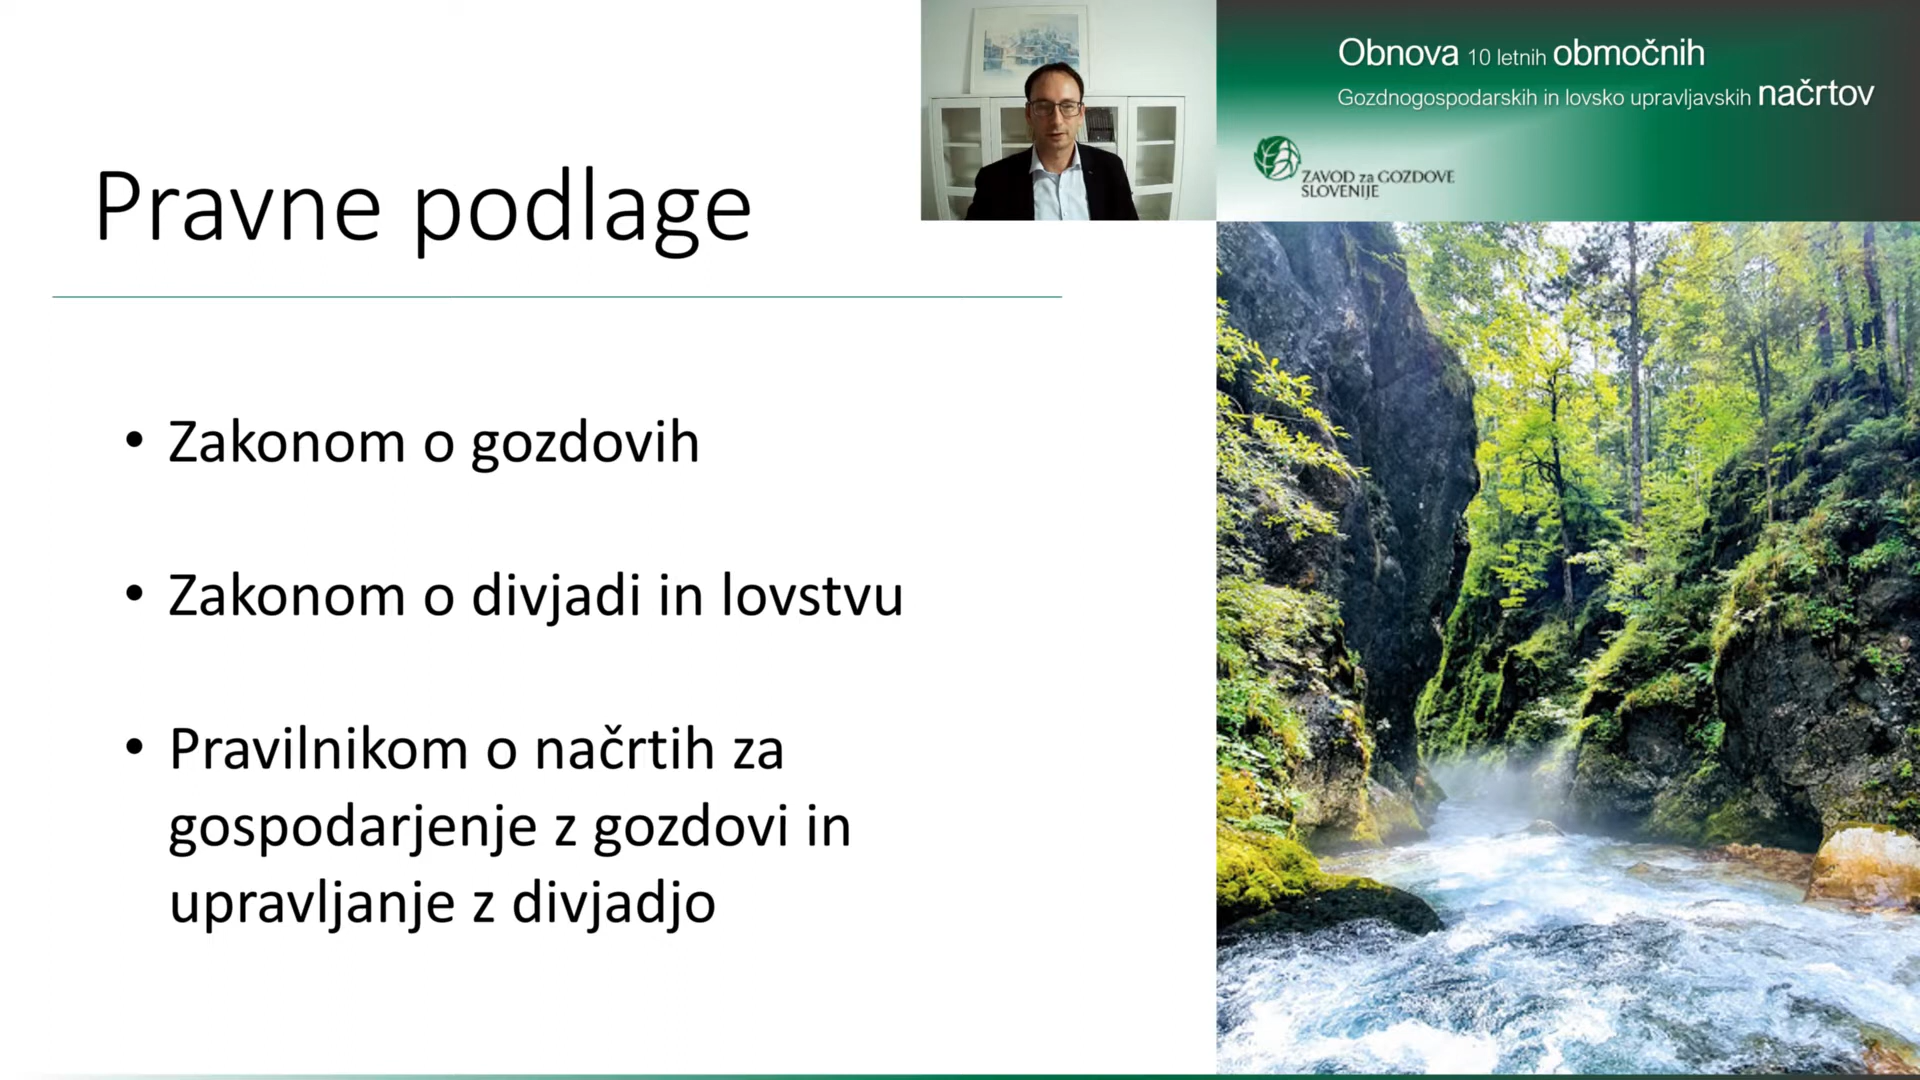 Obnova 10 letnih območnih
Gozdnogospodarskih in lovsko upravljavskih načrtov
ZAVOD za GOZDOVE
SLOVENIJE
Pravne podlage
• Zakonom o gozdovih
• Zakonom o divjadi in lovstvu
• Pravilnikom o načrtih za
gospodarjenje z gozdovi in
upravljanje z divjadjo